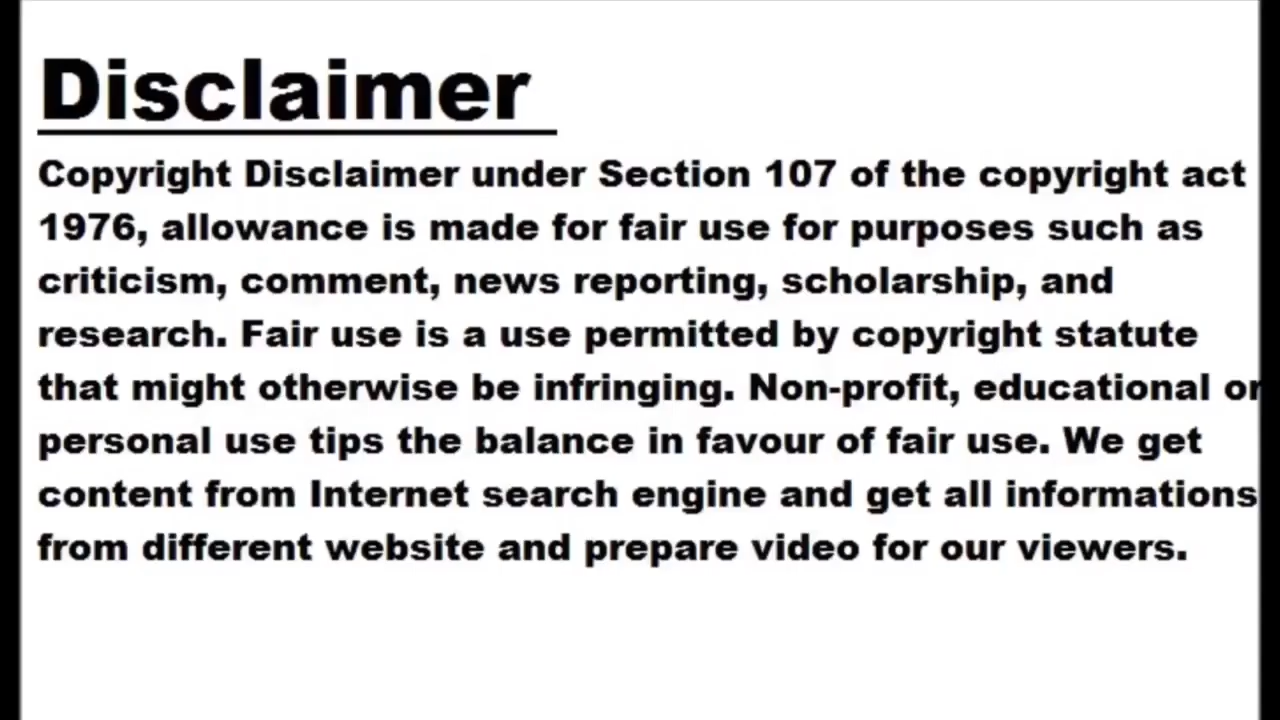 Disclaimer
Copyright Disclaimer under Section 107 of the copyright act
1976, allowance is made for fair use for purposes such as
criticism, comment, news reporting, scholarship, and
research. Fair use is a use permitted by copyright statute
that might otherwise be infringing. Non-profit, educational or
personal use tips the balance in favour of fair use. We get
content from Internet search engine and get all informations
from different website and prepare video for our viewers.